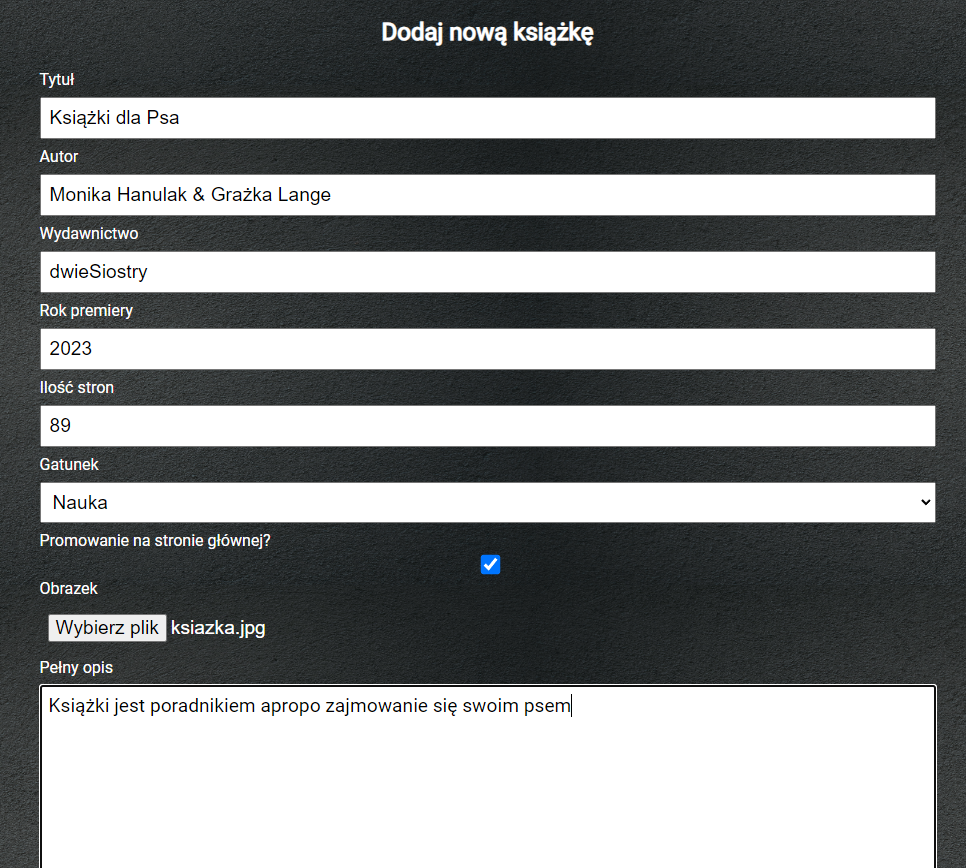 Dodaj nową książkę
Tytuł
Książki dla Psa
Autor
Monika Hanulak & Grażka Lange
Wydawnictwo
dwieSiostry
Rok premiery
2023
Ilość stron
89
Gatunek
Nauka
Promowanie na stronie głównej?
Obrazek
Wybierz plik ksiazka.jpg
Pełny opis
Książki jest poradnikiem apropo zajmowanie się swoim psem